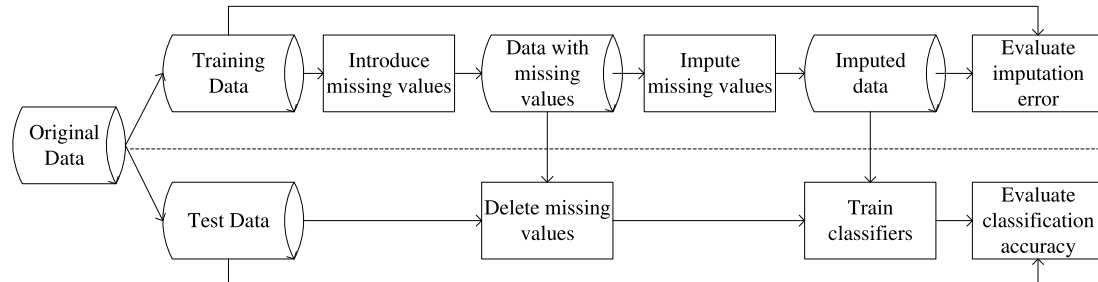 Original
Data
Training
Data
Introduce
missing values
Data with
missing
values
Impute
missing values
Imputed
data
Evaluate
imputation
error
Test Data
Delete missing
values
Train
classifiers
Evaluate
classification
accuracy